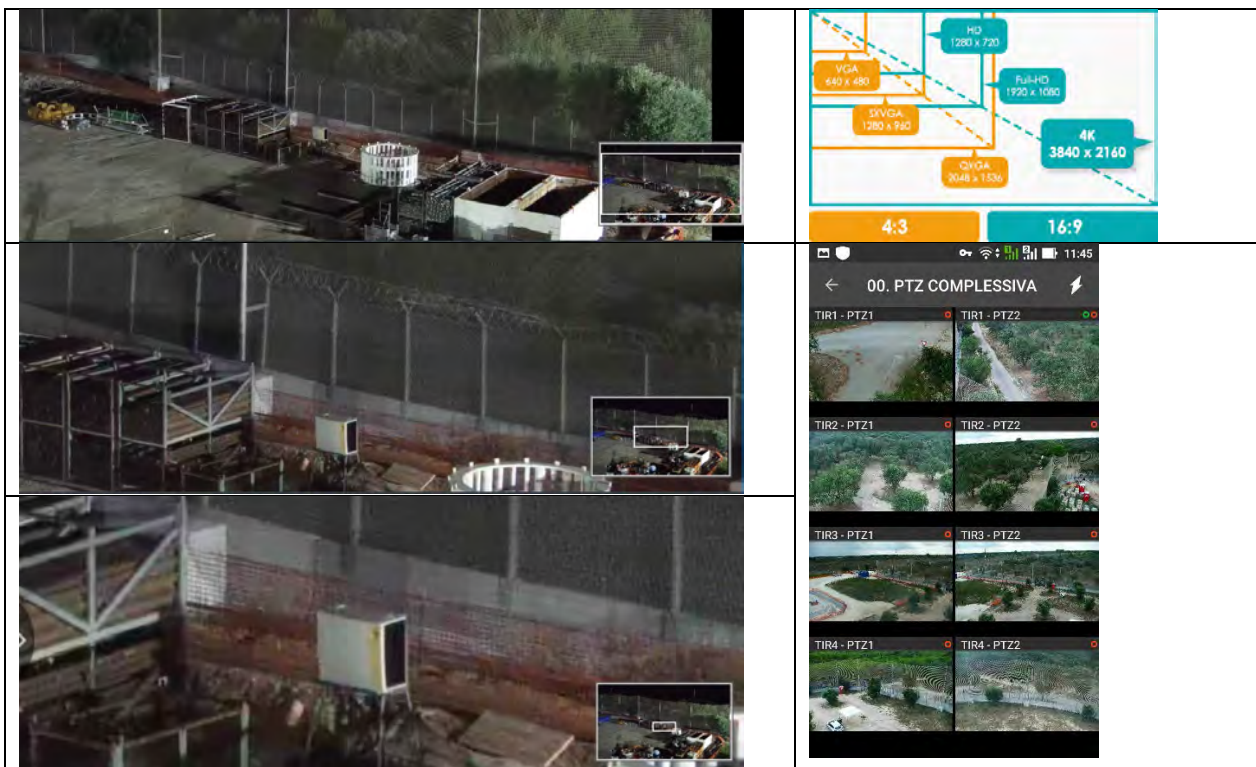 HD
1280 x 720
VGA
640 x 480
Full-HD
1920 x 1080
SXVGA
1280 x 960
4K
3840 x 2160
QXGA
2048 x 1536
4:3
16:9
11:45
00. PTZ COMPLESSIVA
TIR1 - PTZ1
TIR1 - PTZ2
TIR2 - PTZ1
TIR2 - PTZ2
TIR3 - PTZ1
TIR3 - PTZ2
TIR4 - PTZ1
TIR4 - PTZ2